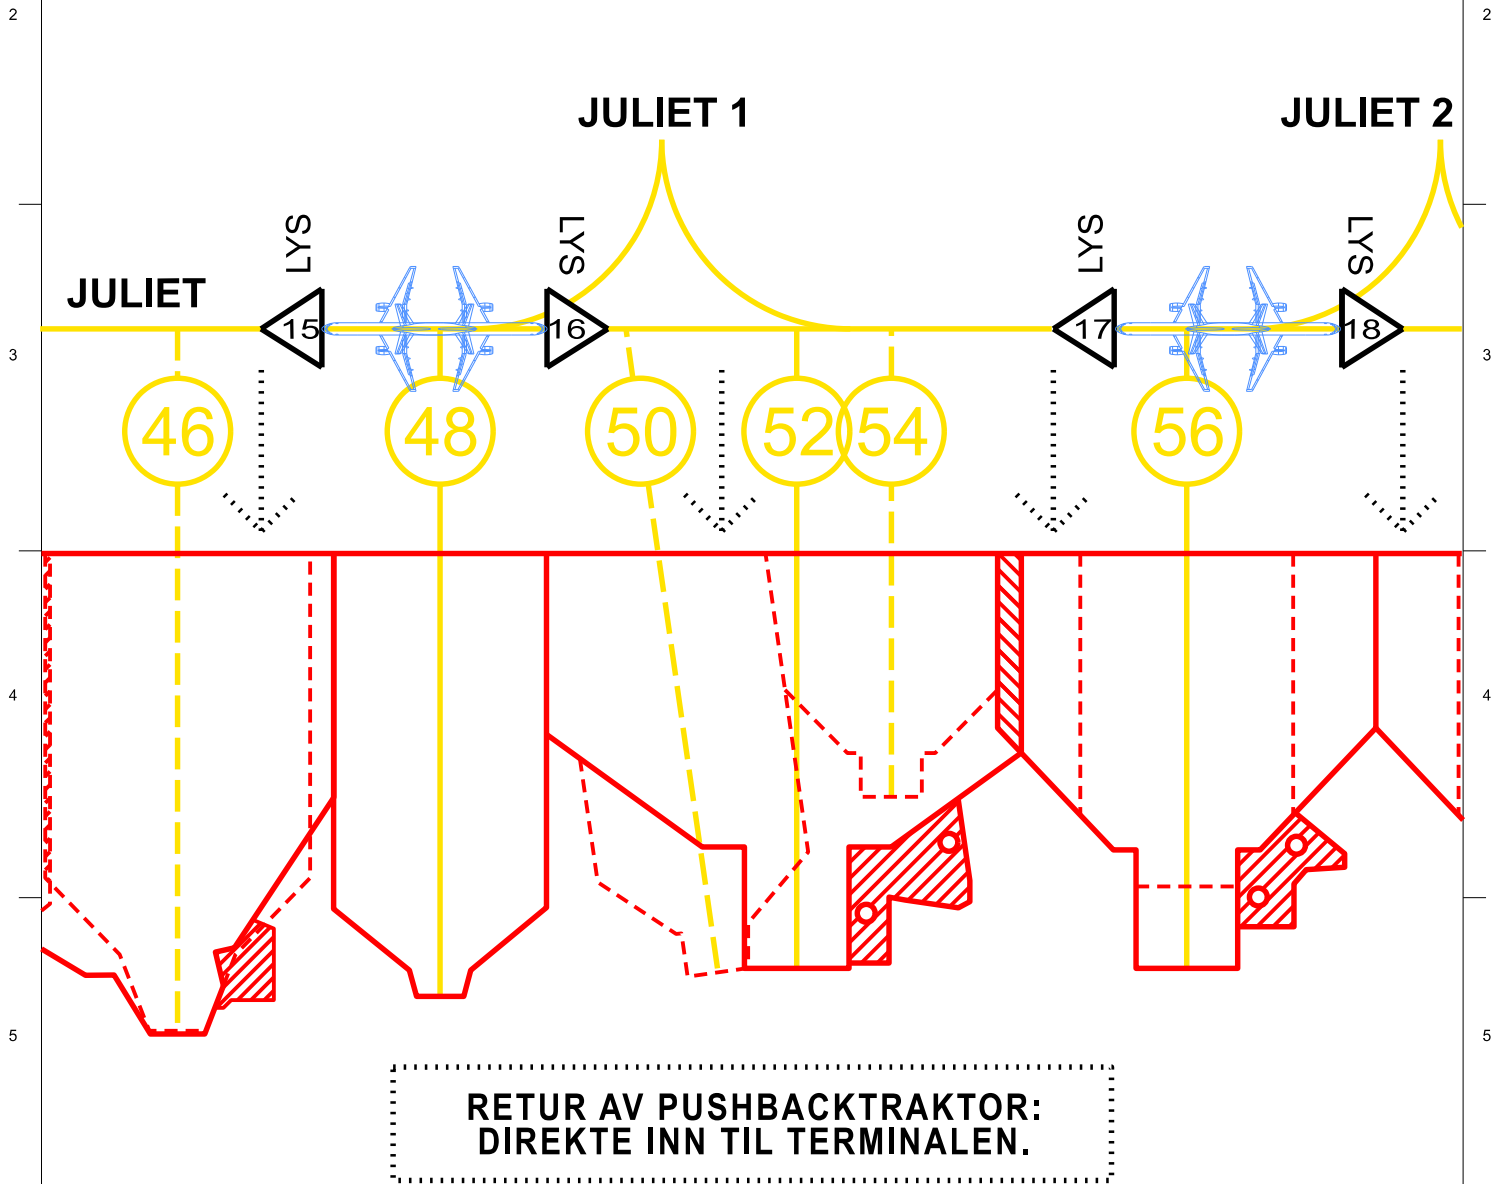 2 2
JULIET 1 JULIET 2
LYS LYS LYS LYS
JULIET
15 16 17 18
3 3
46 48 50 52 54 56
4 4
5 5
RETUR AV PUSHBACKTRAKTOR:
DIREKTE INN TIL TERMINALEN.